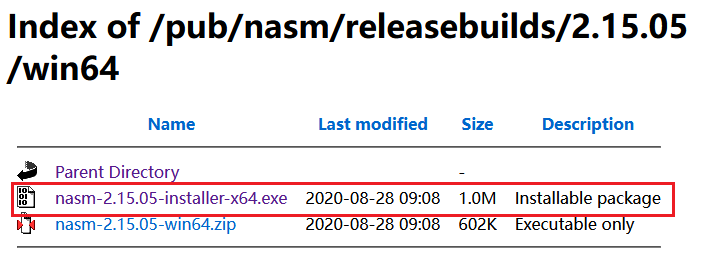 Index of /pub/nasm/releasebuilds/2.15.05
/win64
Name Last modified Size Description
Parent Directory -
nasm-2.15.05-installer-x64.exe 2020-08-28 09:08 1.0M Installable package
nasm-2.15.05-win64.zip 2020-08-28 09:08 602K Executable only